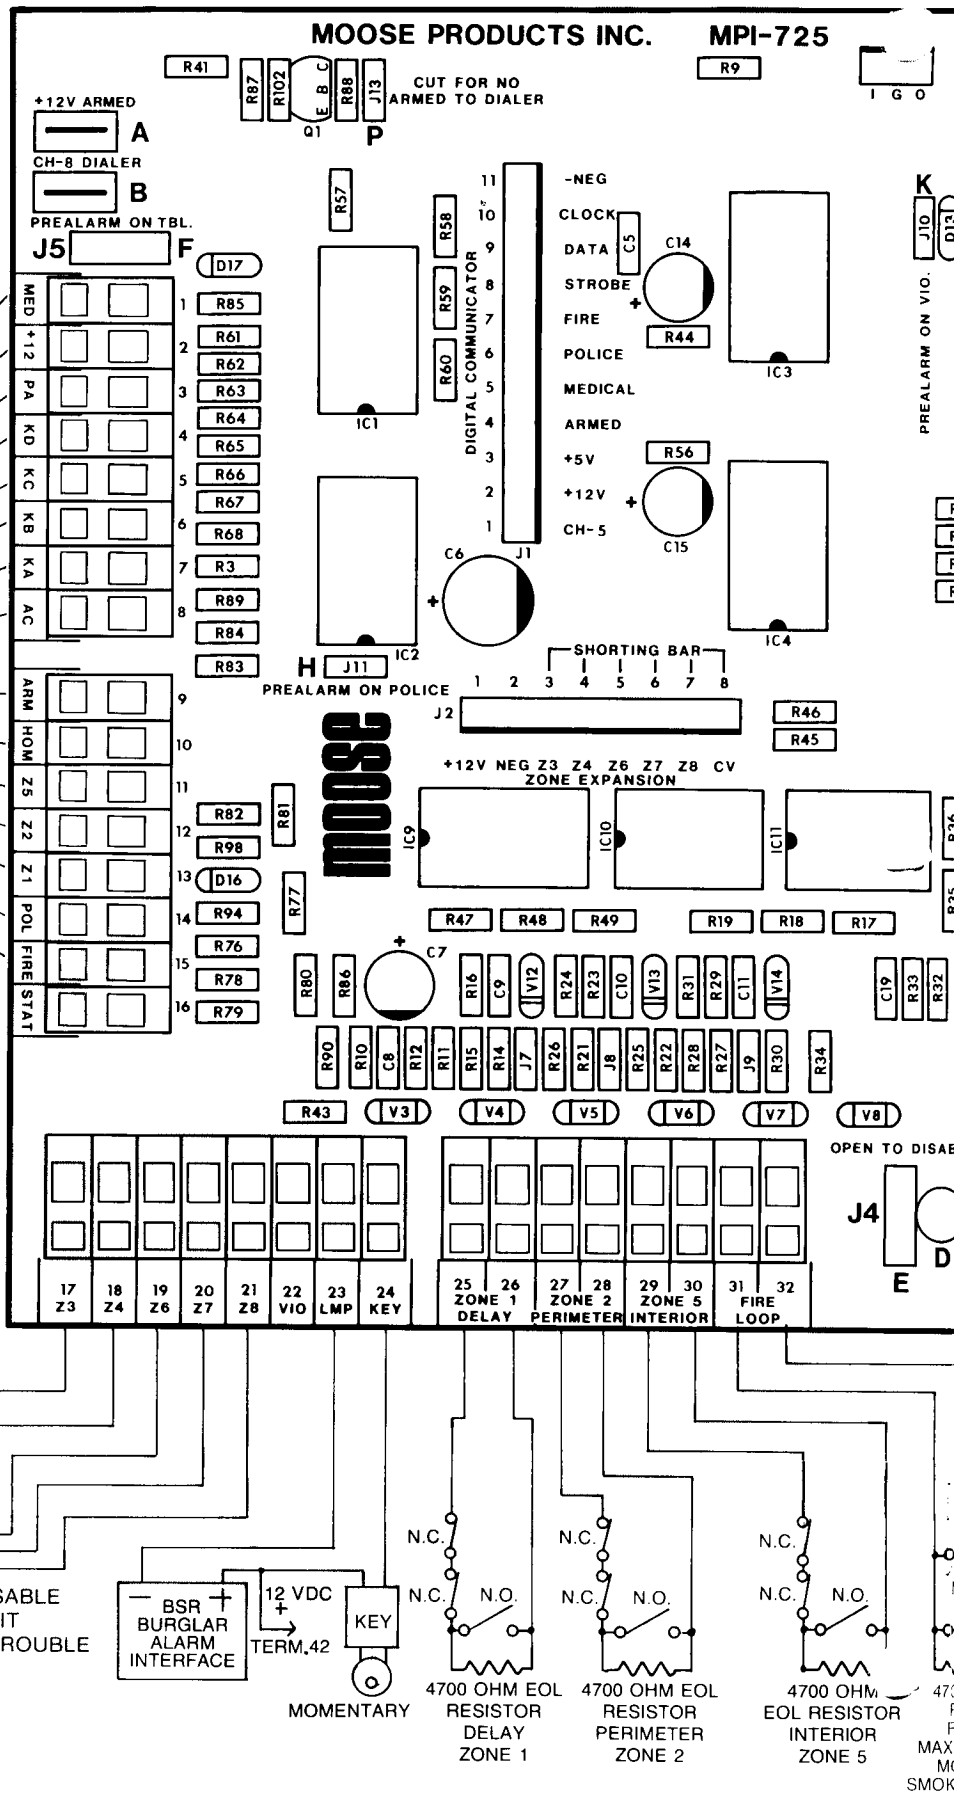 MOOSE PRODUCTS INC. MPI-725
R41
R87
R102
E B C
Q1
R88
J13
P
CUT FOR NO
ARMED TO DIALER
R9
I G O
+12V ARMED
A
CH-8 DIALER
B
PREALARM ON TBL.
J5
F
D17
R57
R58
R59
R60
DIGITAL COMMUNICATOR
11 -NEG
10 CLOCK
9 DATA
8 STROBE
7 FIRE
6 POLICE
5 MEDICAL
4 ARMED
3 +5V
2 +12V
1 CH-5
J1
C5
C14
+
R44
R56
C15
+
IC3
IC4
K
J10
D13
PREALARM ON VIO.
IC1
IC2
C6
+
MED 1 R85
+12 2 R61
R62
PA 3 R63
R64
KD 4 R65
KC 5 R66
R67
KB 6 R68
KA 7 R3
R89
AC 8 R84
R83
H J11
PREALARM ON POLICE
SHORTING BAR
1 2 3 4 5 6 7 8
J2
+12V NEG Z3 Z4 Z6 Z7 Z8 CV
ZONE EXPANSION
R46
R45
moose
ARM 9
HOM 10
Z5 11
Z2 12
Z1 13
POL 14
FIRE 15
STAT 16
R82
R98
D16
R94
R76
R78
R79
R81
R77
IC9
IC10
IC11
R36
R35
R47 R48 R49 R19 R18 R17
+
C7
R80 R86 R16 C9 V12 R24 R23 C10 V13 R31 R29 C11 V14 C19 R33 R32
R90 R10 C8 R12 R11 R15 R14 J7 R26 R21 J8 R25 R22 R28 R27 J9 R30 R34
R43 V3 V4 V5 V6 V7 V8
J4
E
D
17 18 19 20 21 22 23 24 25 26 27 28 29 30 31 32
Z3 Z4 Z6 Z7 Z8 VIO LMP KEY ZONE 1 ZONE 2 ZONE 5 FIRE
DELAY PERIMETER INTERIOR LOOP
OPEN TO DISAB
SABLE
IT
ROUBLE
− +
BSR
BURGLAR
ALARM
INTERFACE
12 VDC
+
TERM.42
KEY
MOMENTARY
N.C.
N.C. N.O.
4700 OHM EOL
RESISTOR
DELAY
ZONE 1
N.C.
N.C. N.O.
4700 OHM EOL
RESISTOR
PERIMETER
ZONE 2
N.C.
N.C. N.O.
4700 OHM
EOL RESISTOR
INTERIOR
ZONE 5
MAX
SMOK